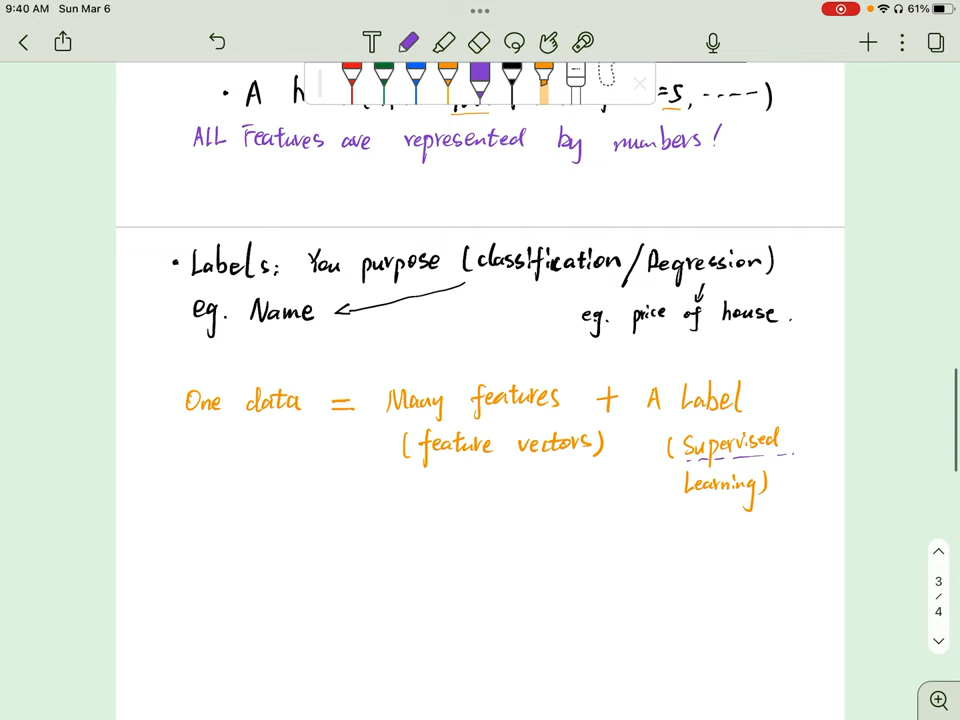 9:40 AM Sun Mar 6
61%
T
• A h =5, ----- )
ALL Features are represented by numbers!
• Labels: You purpose (classification/Regression)
eg. Name
eg. price of house.
One data = Many features + A Label
(feature vectors) (Supervised
Learning)
3
/
4